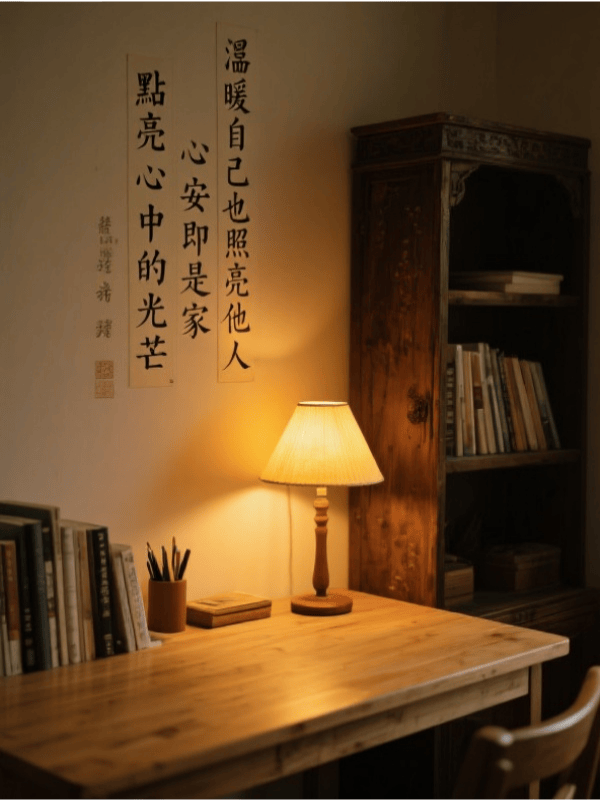 溫暖自己也照亮他人
心安即是家
點亮心中的光芒